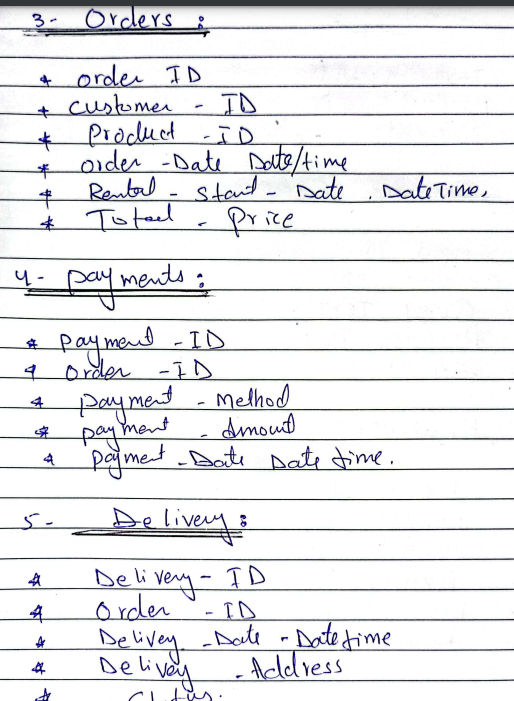 3- Orders :
* order ID
* customer - ID
* Product - ID
* order - Date Date/time
* Rental - Start - Date . DateTime,
* Total - Price
4- payments :
* payment - ID
* order - ID
* payment - Method
* payment - Amount
* payment - Date Date time.
5- Delivery :
* Delivery - ID
* Order - ID
* Delivey - Date - Date time
* Delivey - Address
* Status.